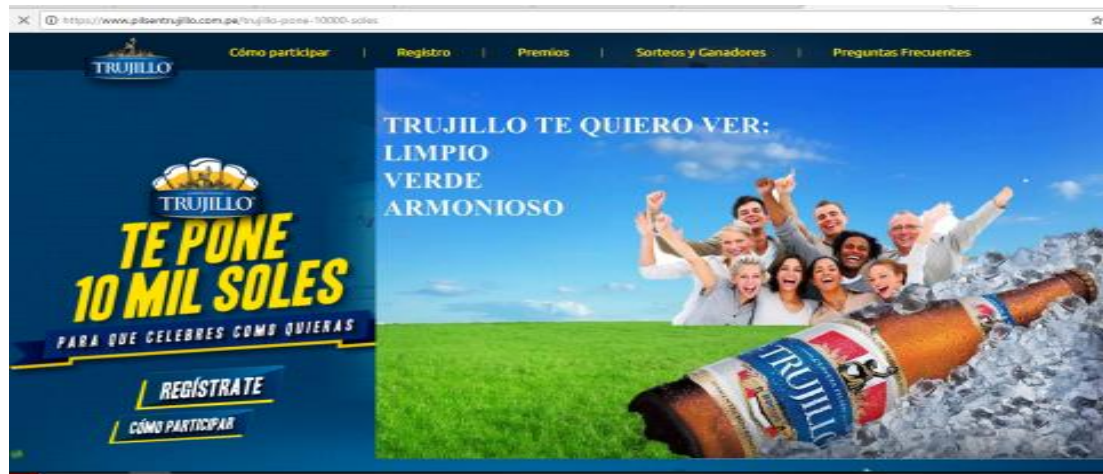 https://www.pilsentrujillo.com.pe/trujillo-pone-10000-soles
TRUJILLO
Cómo participar | Registro | Premios | Sorteos y Ganadores | Preguntas Frecuentes
TRUJILLO TE QUIERO VER:
LIMPIO
VERDE
ARMONIOSO
TRUJILLO
TE PONE
10 MIL SOLES
PARA QUE CELEBRES COMO QUIERAS
REGÍSTRATE
CÓMO PARTICIPAR
TRUJILLO